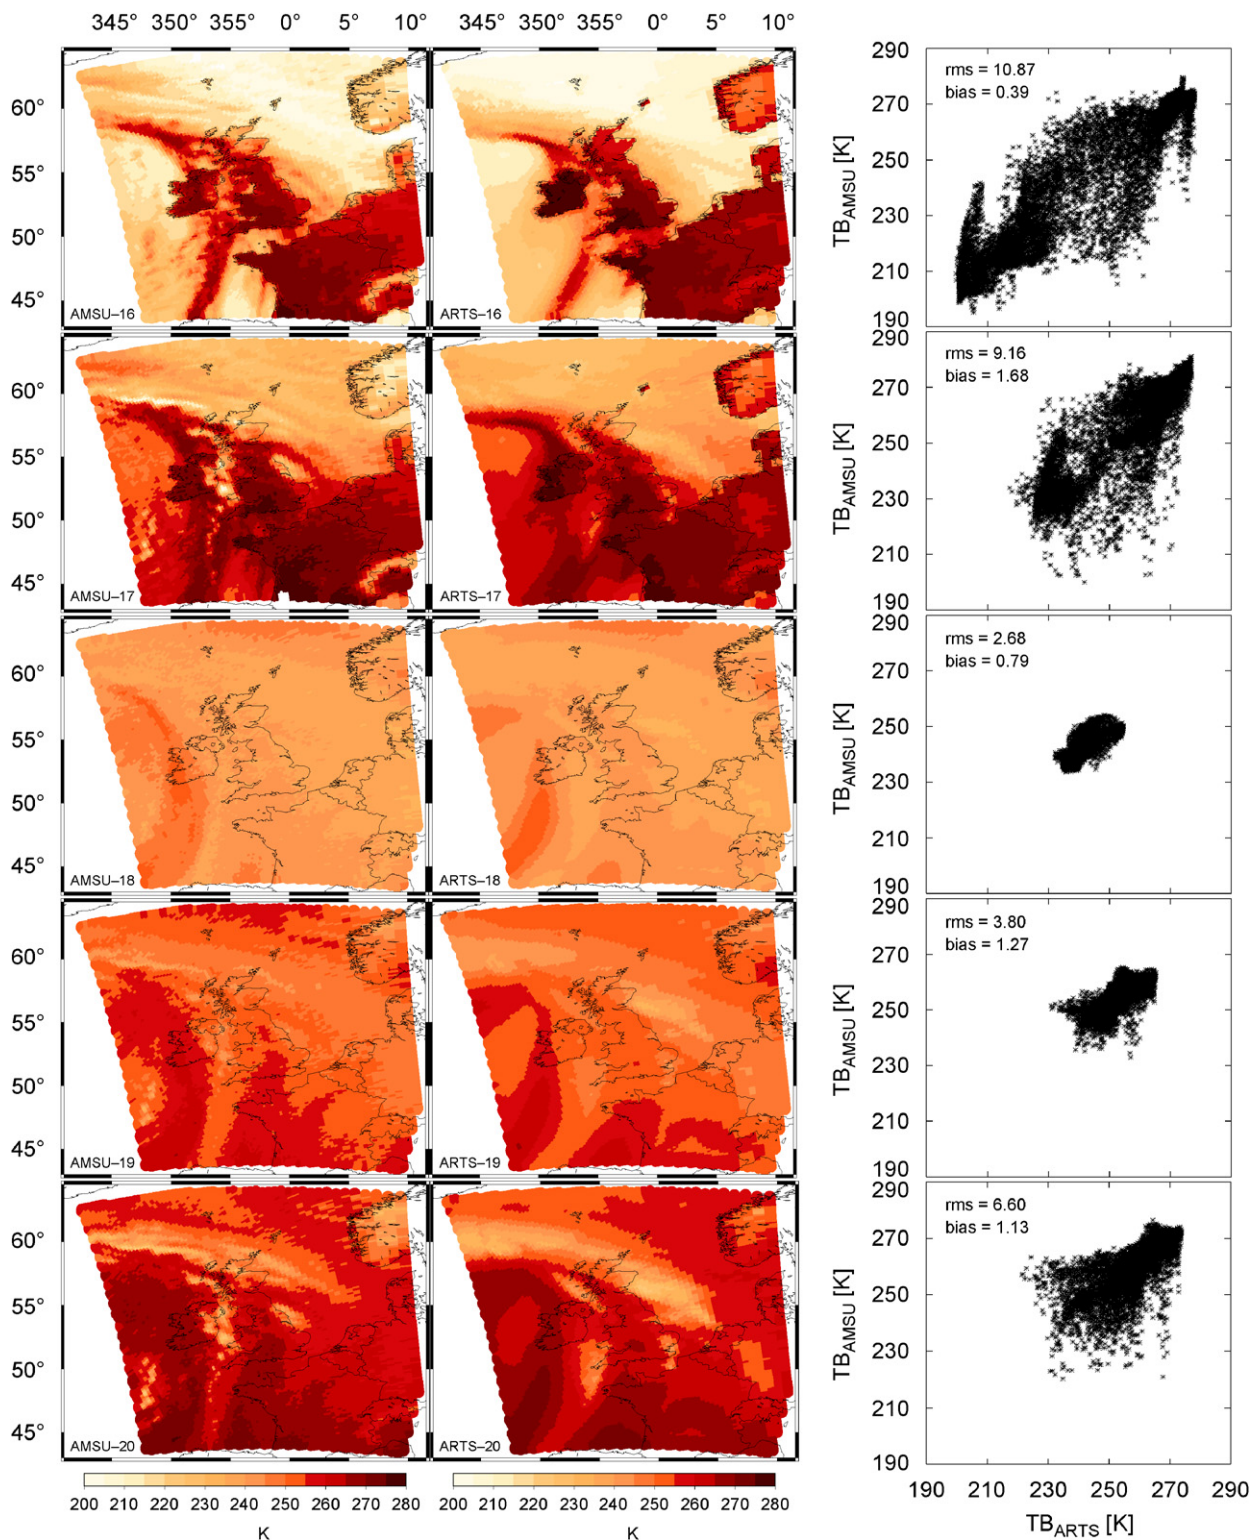 345° 350° 355° 0° 5° 10° 345° 350° 355° 0° 5° 10°
60°
55°
50°
45°
AMSU–16
ARTS–16
290
270
250
230
210
190
TB_AMSU [K]
rms = 10.87
bias = 0.39
60°
55°
50°
45°
AMSU–17
ARTS–17
290
270
250
230
210
190
TB_AMSU [K]
rms = 9.16
bias = 1.68
60°
55°
50°
45°
AMSU–18
ARTS–18
290
270
250
230
210
190
TB_AMSU [K]
rms = 2.68
bias = 0.79
60°
55°
50°
45°
AMSU–19
ARTS–19
290
270
250
230
210
190
TB_AMSU [K]
rms = 3.80
bias = 1.27
60°
55°
50°
45°
AMSU–20
ARTS–20
290
270
250
230
210
190
TB_AMSU [K]
rms = 6.60
bias = 1.13
200 210 220 230 240 250 260 270 280
K
200 210 220 230 240 250 260 270 280
K
190 210 230 250 270 290
TB_ARTS [K]